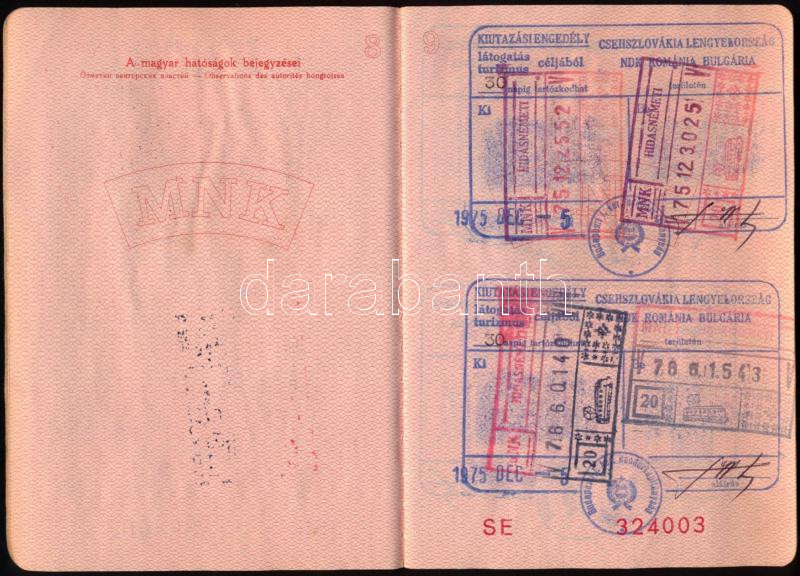 A magyar hatóságok bejegyzései
Отметки венгерских властей — Observations des autorités hongroises
8
MNK
9
KIUTAZÁSI ENGEDÉLY
CSEHSZLOVÁKIA LENGYELORSZÁG
NDK ROMÁNIA BULGÁRIA
látogatás
turizmus céljából
30 napig tartózkodhat
területén
Ki
HIDASNÉMETI
HIDASNÉMETI
MNK
MNK
1975 DEC - 5
KIUTAZÁSI ENGEDÉLY
CSEHSZLOVÁKIA LENGYELORSZÁG
NDK ROMÁNIA BULGÁRIA
látogatás
turizmus céljából
30 napig tartózkodhat
területén
Ki
20
20
1975 DEC - 5
aláírás
SE 324003
darabanth